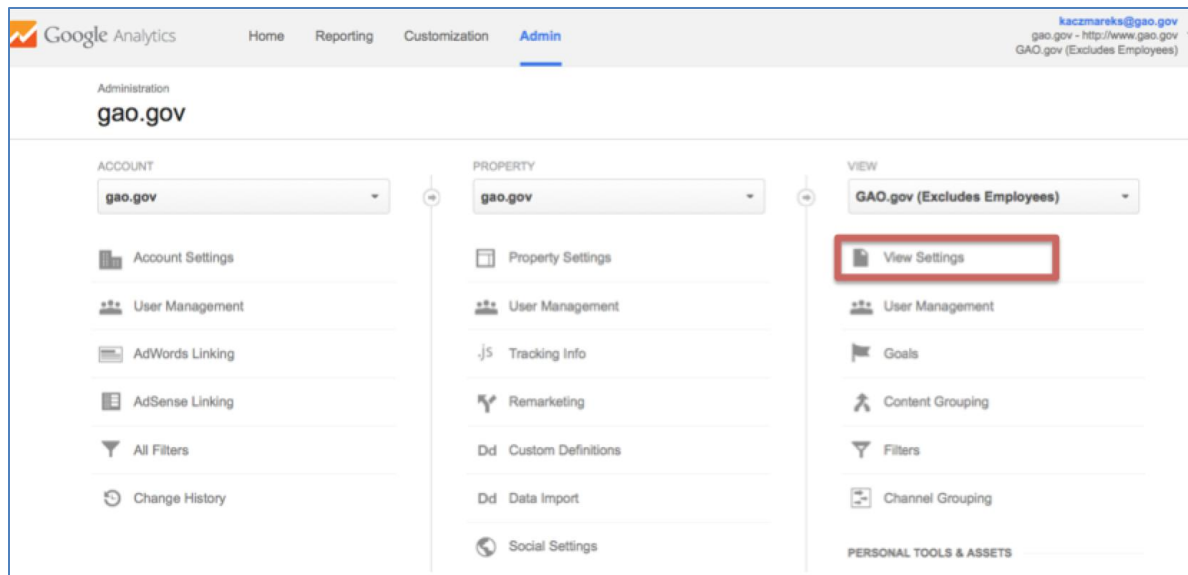 Google Analytics
Home
Reporting
Customization
Admin
kaczmareks@gao.gov
gao.gov - http://www.gao.gov
GAO.gov (Excludes Employees)
Administration
gao.gov
ACCOUNT
gao.gov
Account Settings
User Management
AdWords Linking
AdSense Linking
All Filters
Change History
PROPERTY
gao.gov
Property Settings
User Management
.js Tracking Info
Remarketing
Dd Custom Definitions
Dd Data Import
Social Settings
VIEW
GAO.gov (Excludes Employees)
View Settings
User Management
Goals
Content Grouping
Filters
Channel Grouping
PERSONAL TOOLS & ASSETS